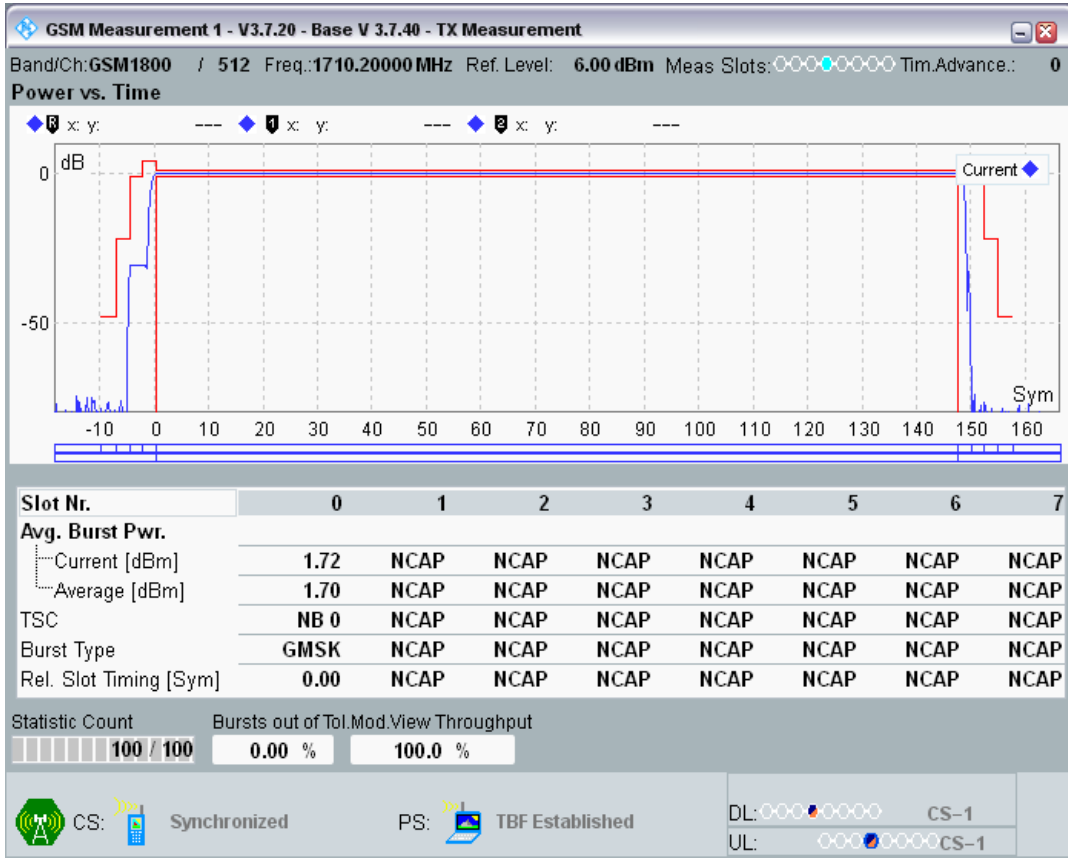 GSM Measurement 1 - V3.7.20 - Base V 3.7.40 - TX Measurement
Band/Ch:GSM1800 / 512 Freq.:1710.20000 MHz Ref. Level: 6.00 dBm Meas Slots: Tim.Advance.: 0
Power vs. Time
R x: y: --- 1 x: y: --- 2 x: y: ---
dB
0
Current
-50
Sym
-10 0 10 20 30 40 50 60 70 80 90 100 110 120 130 140 150 160
Slot Nr. 0 1 2 3 4 5 6 7
Avg. Burst Pwr.
Current [dBm] 1.72 NCAP NCAP NCAP NCAP NCAP NCAP NCAP
Average [dBm] 1.70 NCAP NCAP NCAP NCAP NCAP NCAP NCAP
TSC NB 0 NCAP NCAP NCAP NCAP NCAP NCAP NCAP
Burst Type GMSK NCAP NCAP NCAP NCAP NCAP NCAP NCAP
Rel. Slot Timing [Sym] 0.00 NCAP NCAP NCAP NCAP NCAP NCAP NCAP
Statistic Count Bursts out of Tol. Mod.View Throughput
100 / 100 0.00 % 100.0 %
CS: Synchronized PS: TBF Established
DL: CS-1
UL: CS-1